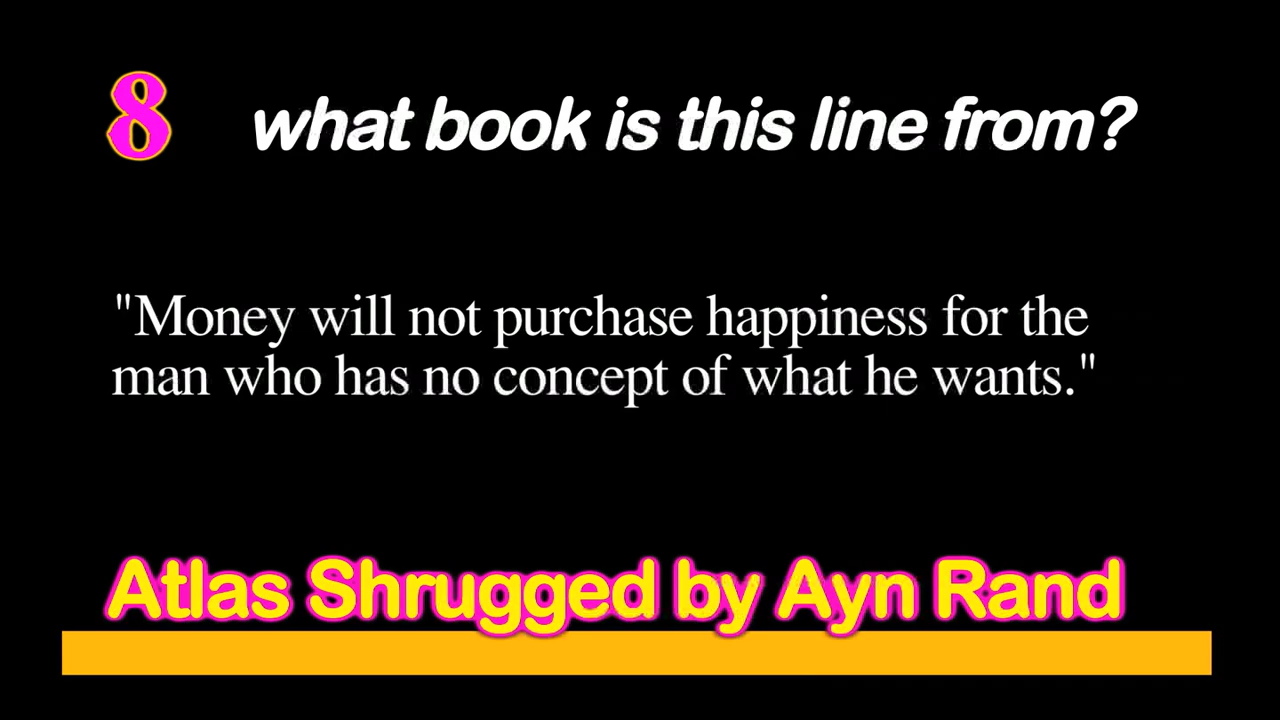 8 what book is this line from?
"Money will not purchase happiness for the
man who has no concept of what he wants."
Atlas Shrugged by Ayn Rand